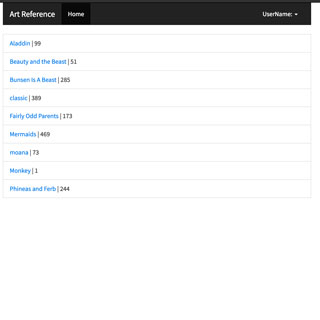 Art Reference Home UserName:
Aladdin | 99
Beauty and the Beast | 51
Bunsen Is A Beast | 285
classic | 389
Fairly Odd Parents | 173
Mermaids | 469
moana | 73
Monkey | 1
Phineas and Ferb | 244